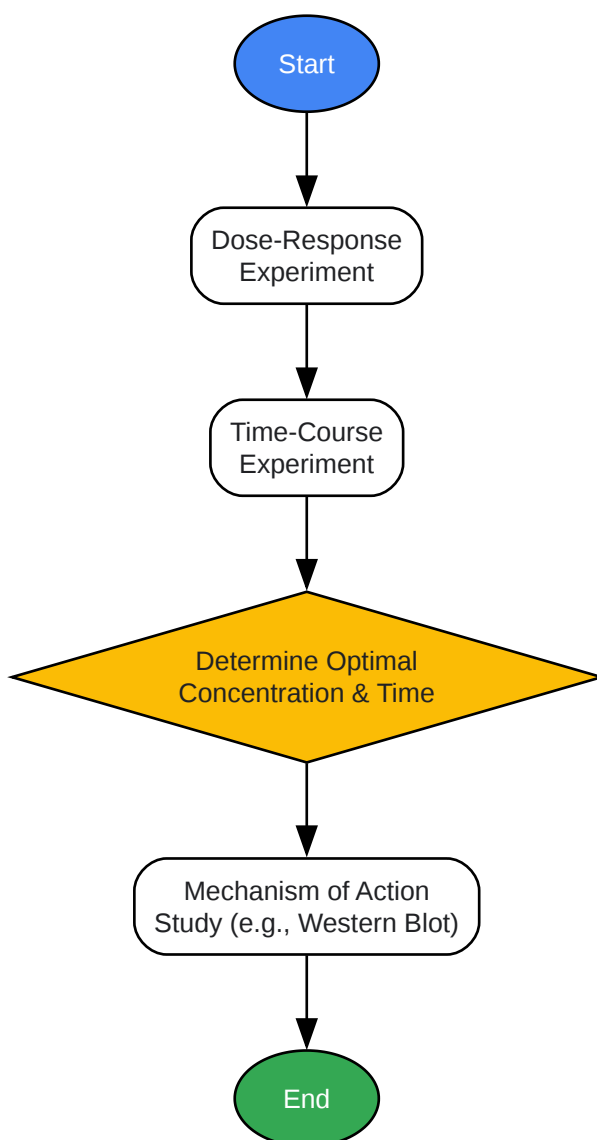 Start
Dose-Response
Experiment
Time-Course
Experiment
Determine Optimal
Concentration & Time
Mechanism of Action
Study (e.g., Western Blot)
End